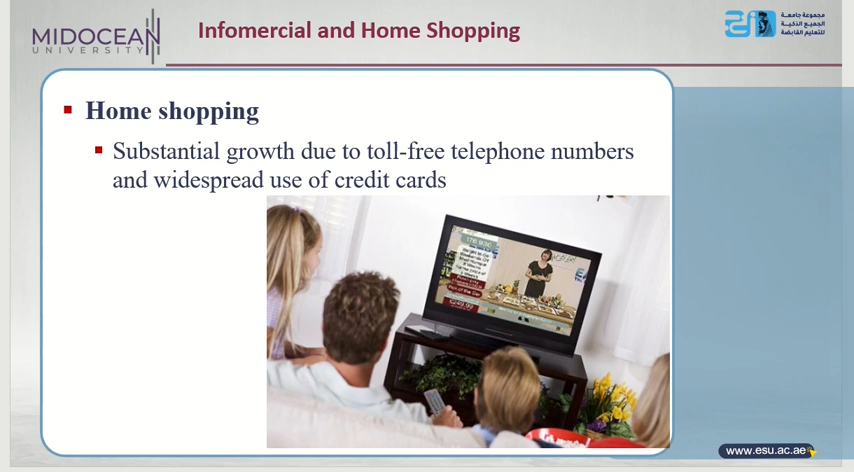 MIDOCEAN
UNIVERSITY
Infomercial and Home Shopping
مجموعة جامعة
الجميع الذكية
للتعليم القابضة
Home shopping
Substantial growth due to toll-free telephone numbers
and widespread use of credit cards
www.esu.ac.ae